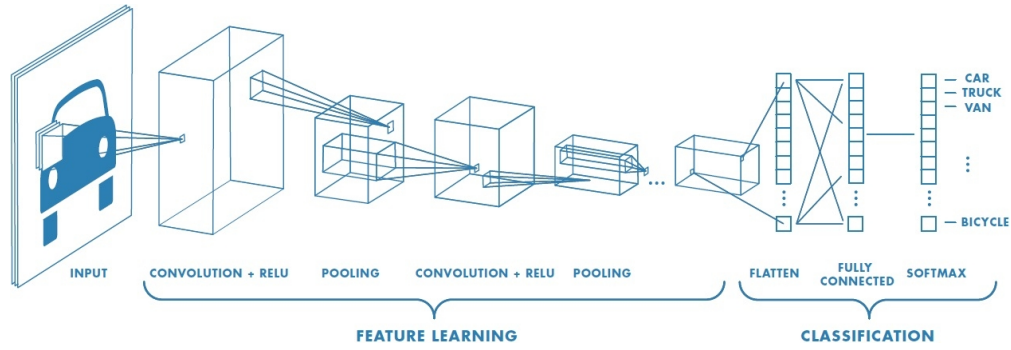 CAR
TRUCK
VAN
BICYCLE
INPUT
CONVOLUTION + RELU
POOLING
CONVOLUTION + RELU
POOLING
FLATTEN
FULLY
CONNECTED
SOFTMAX
FEATURE LEARNING
CLASSIFICATION